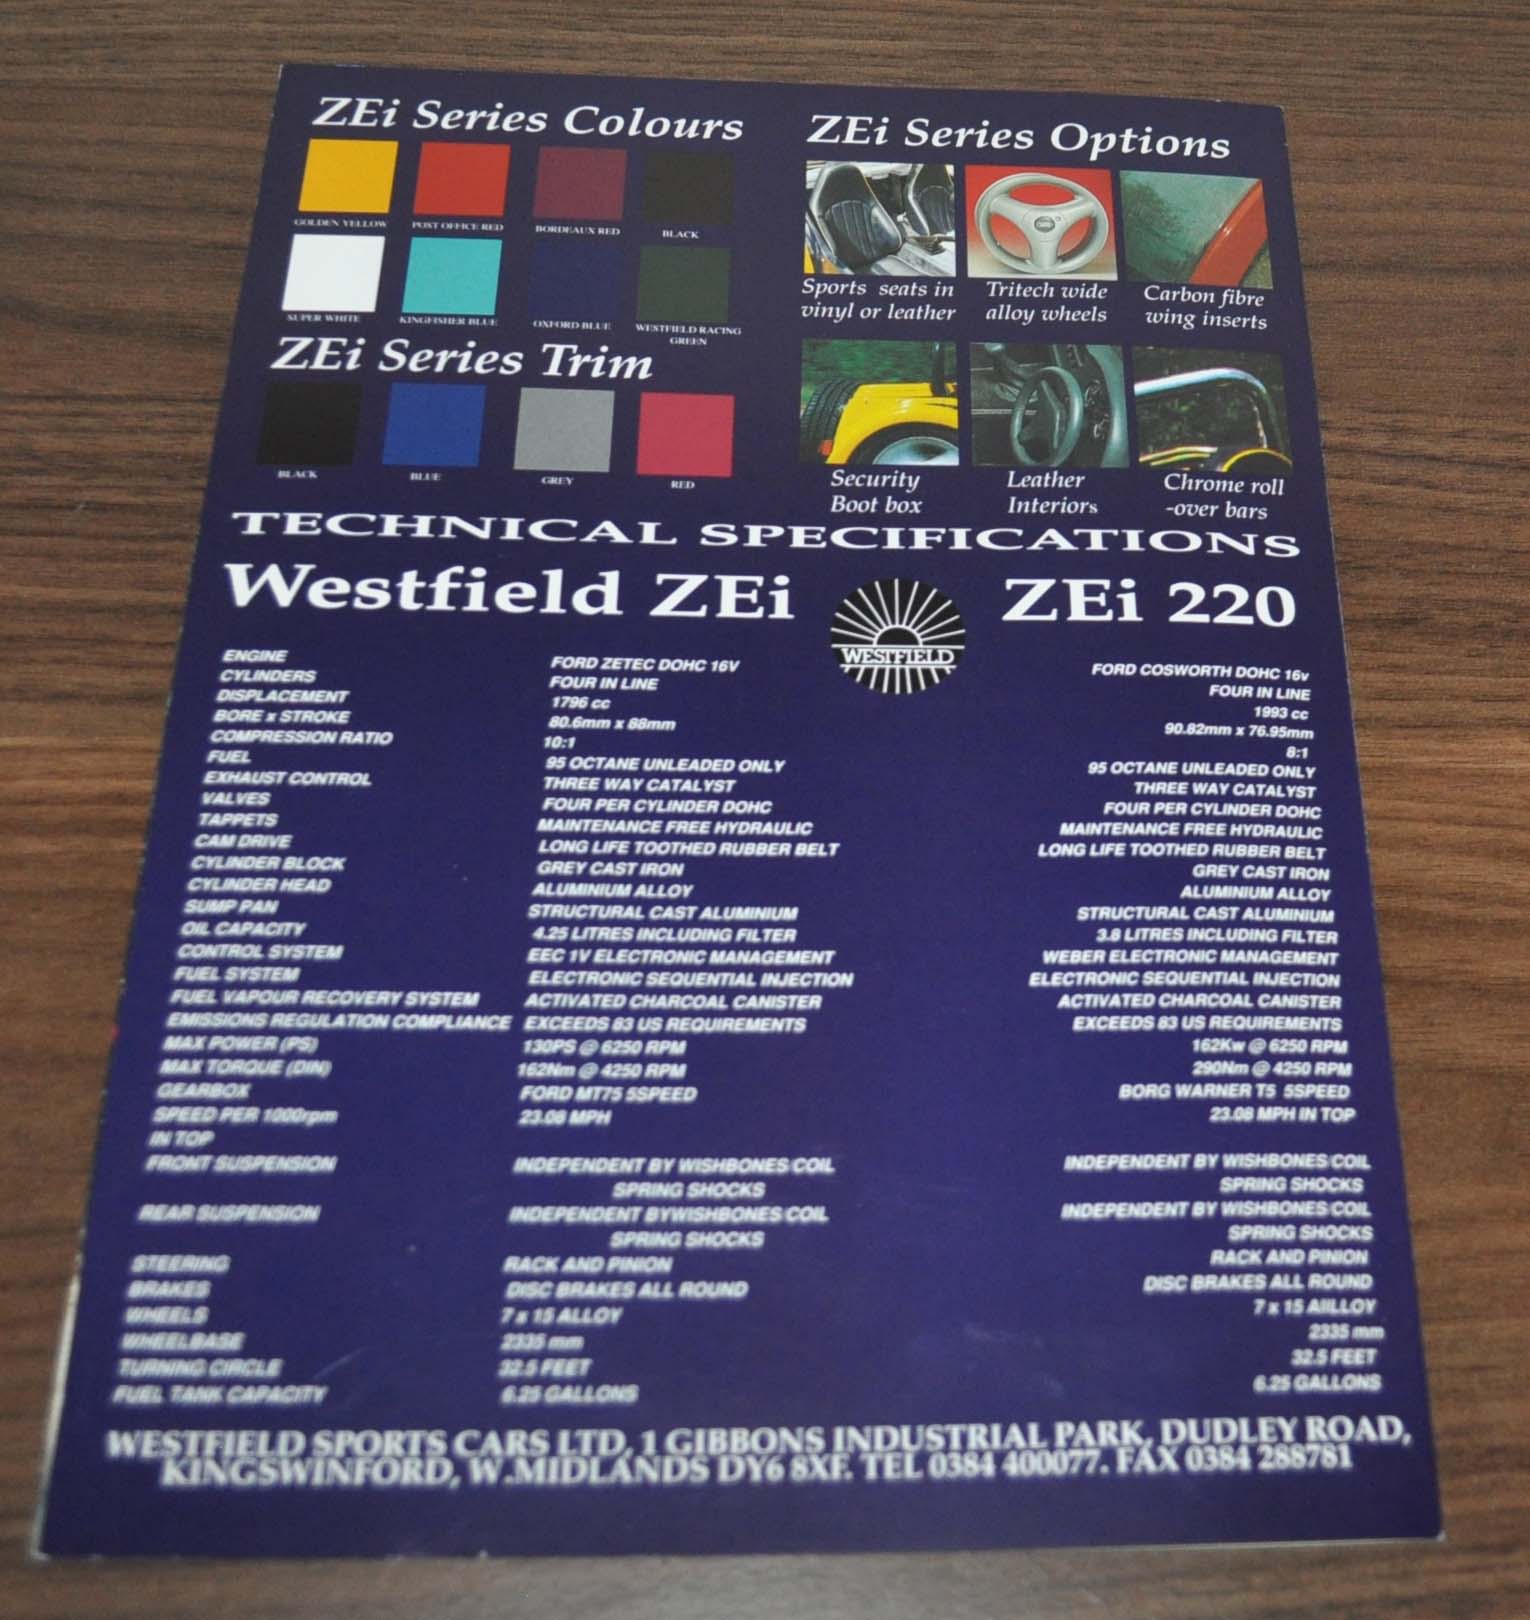 ZEi Series Colours
GOLDEN YELLOW POST OFFICE RED BORDEAUX RED BLACK
SUPER WHITE KINGFISHER BLUE OXFORD BLUE WESTFIELD RACING
GREEN
ZEi Series Trim
BLACK BLUE GREY RED
ZEi Series Options
Sports seats in
vinyl or leather
Tritech wide
alloy wheels
Carbon fibre
wing inserts
Security
Boot box
Leather
Interiors
Chrome roll
-over bars
TECHNICAL SPECIFICATIONS
Westfield ZEi WESTFIELD ZEi 220
ENGINE FORD ZETEC DOHC 16V FORD COSWORTH DOHC 16v
CYLINDERS FOUR IN LINE FOUR IN LINE
DISPLACEMENT 1796 cc 1993 cc
BORE x STROKE 80.6mm x 88mm 90.82mm x 76.95mm
COMPRESSION RATIO 10:1 8:1
FUEL 95 OCTANE UNLEADED ONLY 95 OCTANE UNLEADED ONLY
EXHAUST CONTROL THREE WAY CATALYST THREE WAY CATALYST
VALVES FOUR PER CYLINDER DOHC FOUR PER CYLINDER DOHC
TAPPETS MAINTENANCE FREE HYDRAULIC MAINTENANCE FREE HYDRAULIC
CAM DRIVE LONG LIFE TOOTHED RUBBER BELT LONG LIFE TOOTHED RUBBER BELT
CYLINDER BLOCK GREY CAST IRON GREY CAST IRON
CYLINDER HEAD ALUMINIUM ALLOY ALUMINIUM ALLOY
SUMP PAN STRUCTURAL CAST ALUMINIUM STRUCTURAL CAST ALUMINIUM
OIL CAPACITY 4.25 LITRES INCLUDING FILTER 3.8 LITRES INCLUDING FILTER
CONTROL SYSTEM EEC 1V ELECTRONIC MANAGEMENT WEBER ELECTRONIC MANAGEMENT
FUEL SYSTEM ELECTRONIC SEQUENTIAL INJECTION ELECTRONIC SEQUENTIAL INJECTION
FUEL VAPOUR RECOVERY SYSTEM ACTIVATED CHARCOAL CANISTER ACTIVATED CHARCOAL CANISTER
EMISSIONS REGULATION COMPLIANCE EXCEEDS 83 US REQUIREMENTS EXCEEDS 83 US REQUIREMENTS
MAX POWER (PS) 130PS @ 6250 RPM 162Kw @ 6250 RPM
MAX TORQUE (DIN) 162Nm @ 4250 RPM 290Nm @ 4250 RPM
GEARBOX FORD MT75 5SPEED BORG WARNER T5 5SPEED
SPEED PER 1000rpm 23.08 MPH 23.08 MPH IN TOP
IN TOP
FRONT SUSPENSION INDEPENDENT BY WISHBONES/COIL INDEPENDENT BY WISHBONES/COIL
SPRING SHOCKS SPRING SHOCKS
REAR SUSPENSION INDEPENDENT BYWISHBONES/COIL INDEPENDENT BY WISHBONES/COIL
SPRING SHOCKS SPRING SHOCKS
STEERING RACK AND PINION RACK AND PINION
BRAKES DISC BRAKES ALL ROUND DISC BRAKES ALL ROUND
WHEELS 7 x 15 ALLOY 7 x 15 AIILLOY
WHEELBASE 2335 mm 2335 mm
TURNING CIRCLE 32.5 FEET 32.5 FEET
FUEL TANK CAPACITY 6.25 GALLONS 6.25 GALLONS
WESTFIELD SPORTS CARS LTD, 1 GIBBONS INDUSTRIAL PARK, DUDLEY ROAD,
KINGSWINFORD, W.MIDLANDS DY6 8XF. TEL 0384 400077. FAX 0384 288781